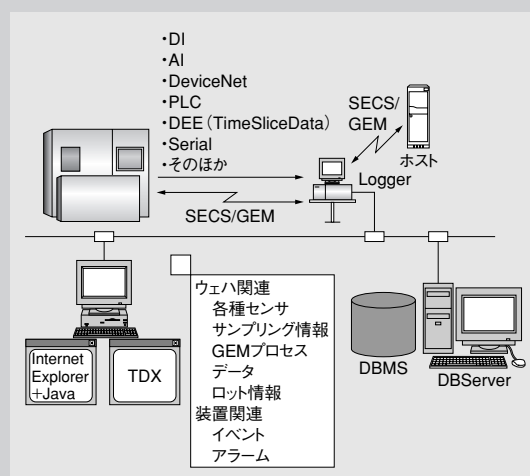 ・DI
・AI
・DeviceNet
・PLC
・DEE(TimeSliceData)
・Serial
・そのほか
SECS/GEM
SECS/
GEM
ホスト
Logger
Internet
Explorer
+Java
TDX
ウェハ関連
各種センサ
サンプリング情報
GEMプロセス
データ
ロット情報
装置関連
イベント
アラーム
DBMS
DBServer